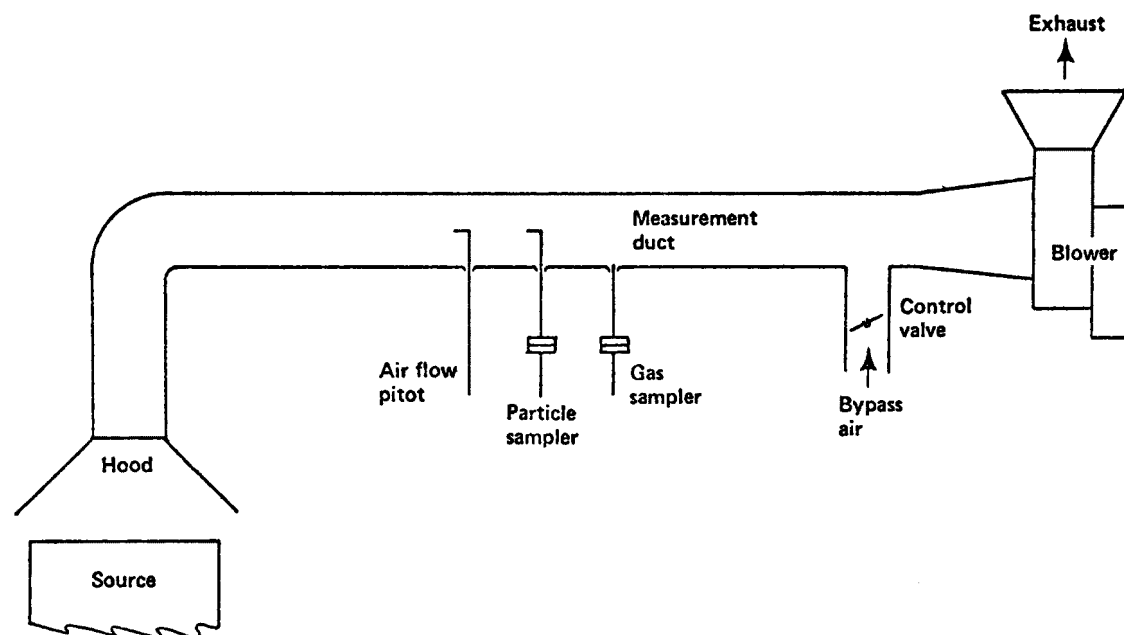 Exhaust
Measurement
duct
Blower
Control
valve
Air flow
pitot
Gas
sampler
Particle
sampler
Bypass
air
Hood
Source